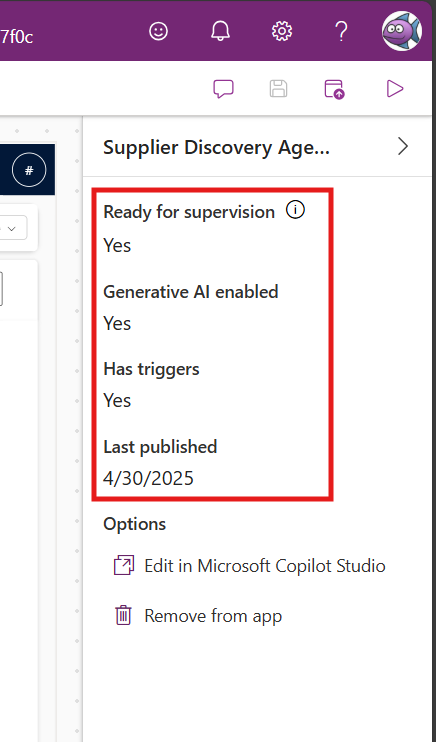 7f0c
Supplier Discovery Age...
#
Ready for supervision
Yes
Generative AI enabled
Yes
Has triggers
Yes
Last published
4/30/2025
Options
Edit in Microsoft Copilot Studio
Remove from app